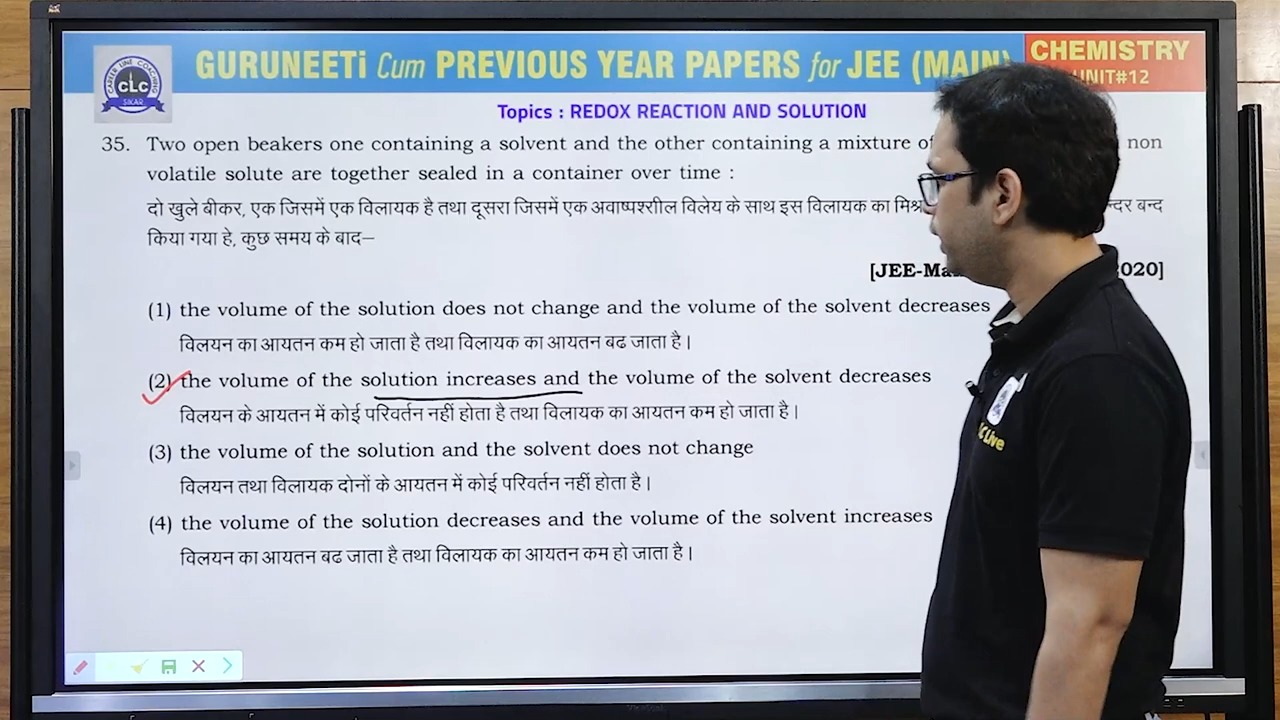 GURUNEETi Cum PREVIOUS YEAR PAPERS for JEE (MAIN)
CHEMISTRY
UNIT#12
CAREER LINE COACHING
CLC
SIKAR
Topics : REDOX REACTION AND SOLUTION
35. Two open beakers one containing a solvent and the other containing a mixture of non
volatile solute are together sealed in a container over time :
दो खुले बीकर, एक जिसमें एक विलायक है तथा दूसरा जिसमें एक अवाष्पश्शील विलेय के साथ इस विलायक का न्दर बन्द
किया गया हे, कुछ समय के बाद–
2020]
(1) the volume of the solution does not change and the volume of the solvent decreases
विलयन का आयतन कम हो जाता है तथा विलायक का आयतन बढ जाता है।
(2) the volume of the solution increases and the volume of the solvent decreases
विलयन के आयतन में कोई परिवर्तन नहीं होता है तथा विलायक का आयतन कम हो जाता है।
(3) the volume of the solution and the solvent does not change
विलयन तथा विलायक दोनों के आयतन में कोई परिवर्तन नहीं होता है।
(4) the volume of the solution decreases and the volume of the solvent increases
विलयन का आयतन बढ जाता है तथा विलायक का आयतन कम हो जाता है।
Live